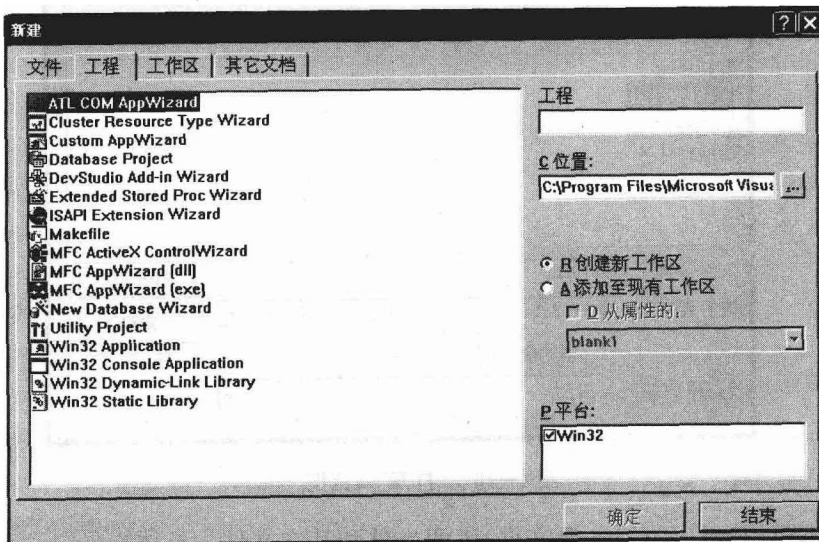 新建
文件 工程 工作区 其它文档
ATL COM AppWizard
Cluster Resource Type Wizard
Custom AppWizard
Database Project
DevStudio Add-in Wizard
Extended Stored Proc Wizard
ISAPI Extension Wizard
Makefile
MFC ActiveX ControlWizard
MFC AppWizard (dll)
MFC AppWizard (exe)
New Database Wizard
Utility Project
Win32 Application
Win32 Console Application
Win32 Dynamic-Link Library
Win32 Static Library
工程
C 位置:
C:\Program Files\Microsoft Visua
...
R 创建新工作区
A 添加至现有工作区
D 从属性的:
blank1
P 平台:
Win32
确定 结束